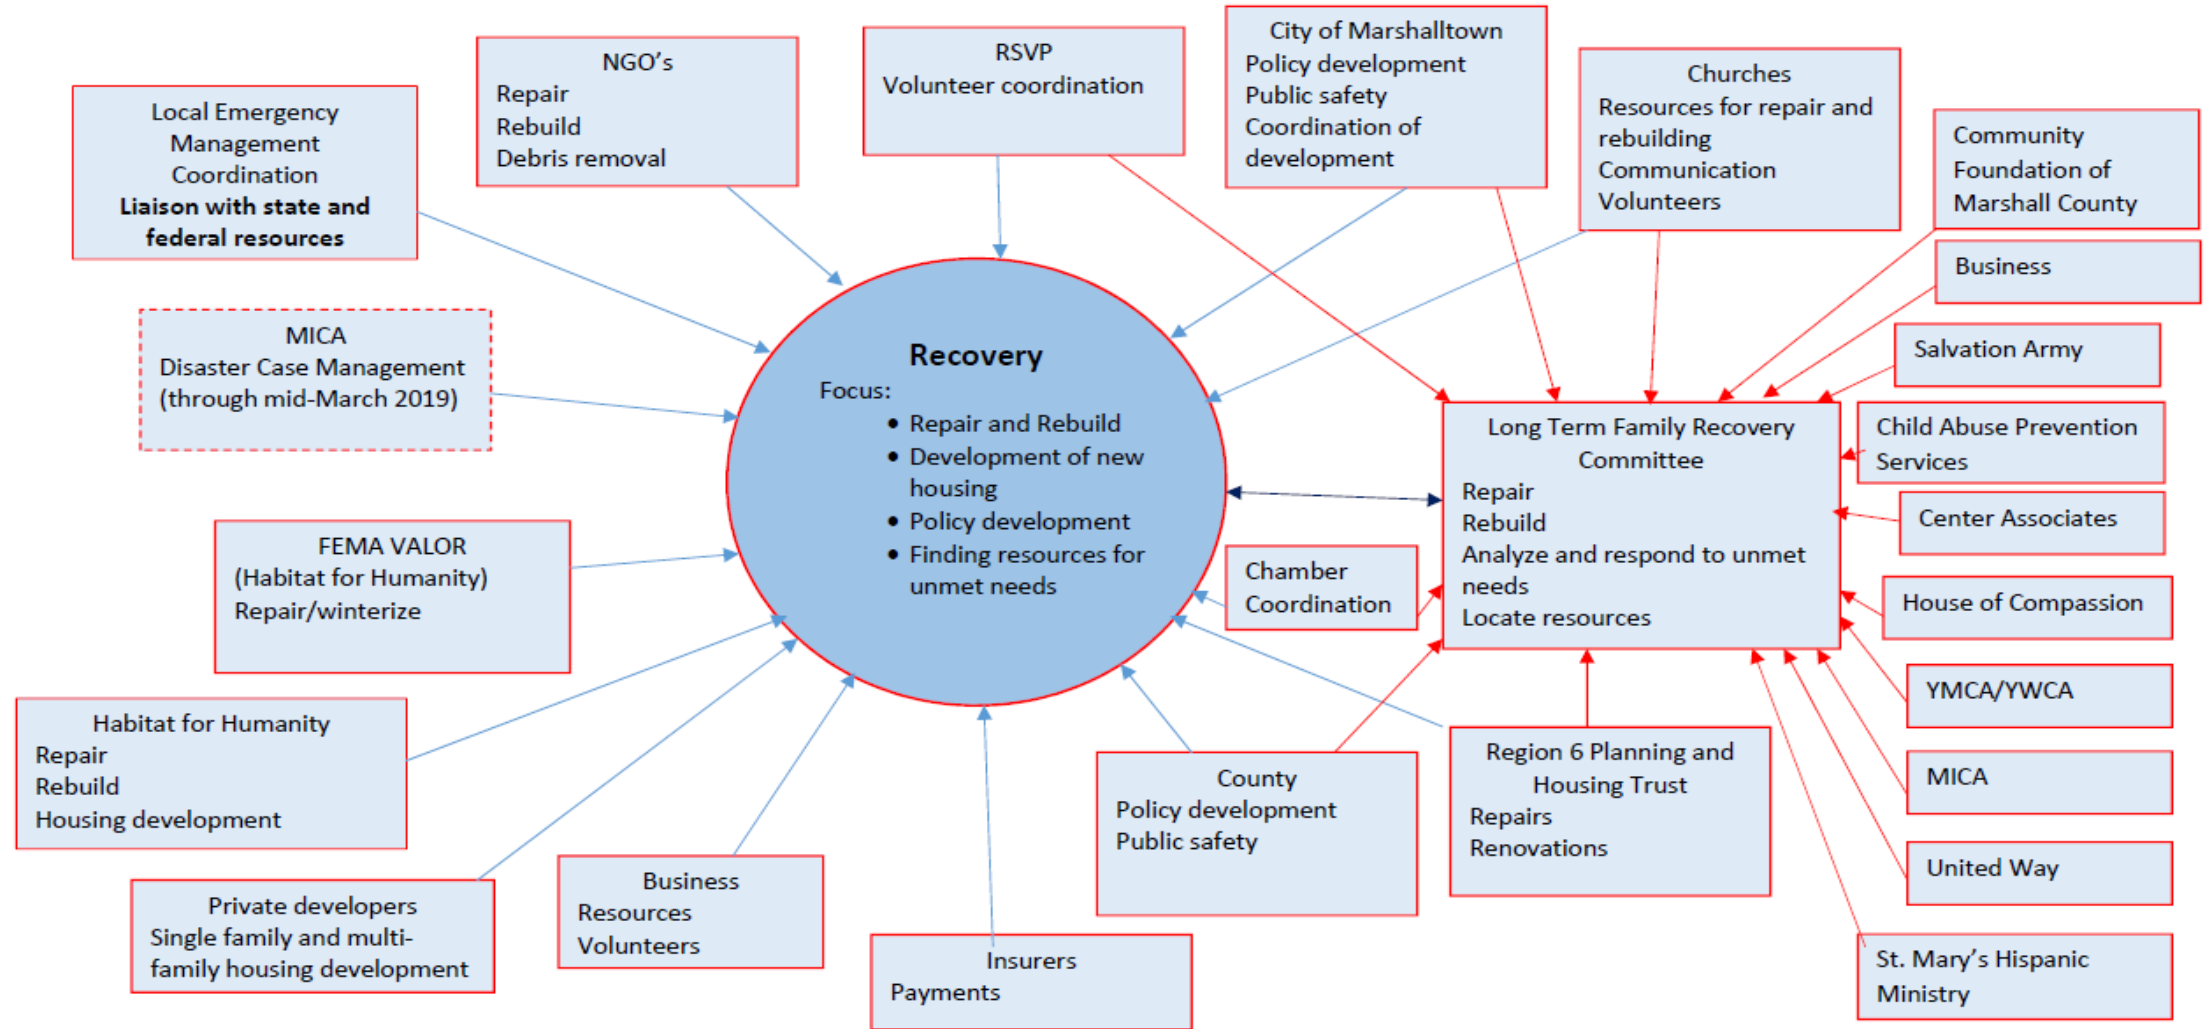 Local Emergency
Management
Coordination
Liaison with state and
federal resources
NGO’s
Repair
Rebuild
Debris removal
RSVP
Volunteer coordination
City of Marshalltown
Policy development
Public safety
Coordination of
development
Churches
Resources for repair and
rebuilding
Communication
Volunteers
Community
Foundation of
Marshall County
Business
Salvation Army
Child Abuse Prevention
Services
Center Associates
House of Compassion
YMCA/YWCA
MICA
United Way
St. Mary’s Hispanic
Ministry
MICA
Disaster Case Management
(through mid-March 2019)
FEMA VALOR
(Habitat for Humanity)
Repair/winterize
Habitat for Humanity
Repair
Rebuild
Housing development
Private developers
Single family and multi-
family housing development
Business
Resources
Volunteers
Insurers
Payments
County
Policy development
Public safety
Region 6 Planning and
Housing Trust
Repairs
Renovations
Chamber
Coordination
Recovery
Focus:
• Repair and Rebuild
• Development of new
housing
• Policy development
• Finding resources for
unmet needs
Long Term Family Recovery
Committee
Repair
Rebuild
Analyze and respond to unmet
needs
Locate resources